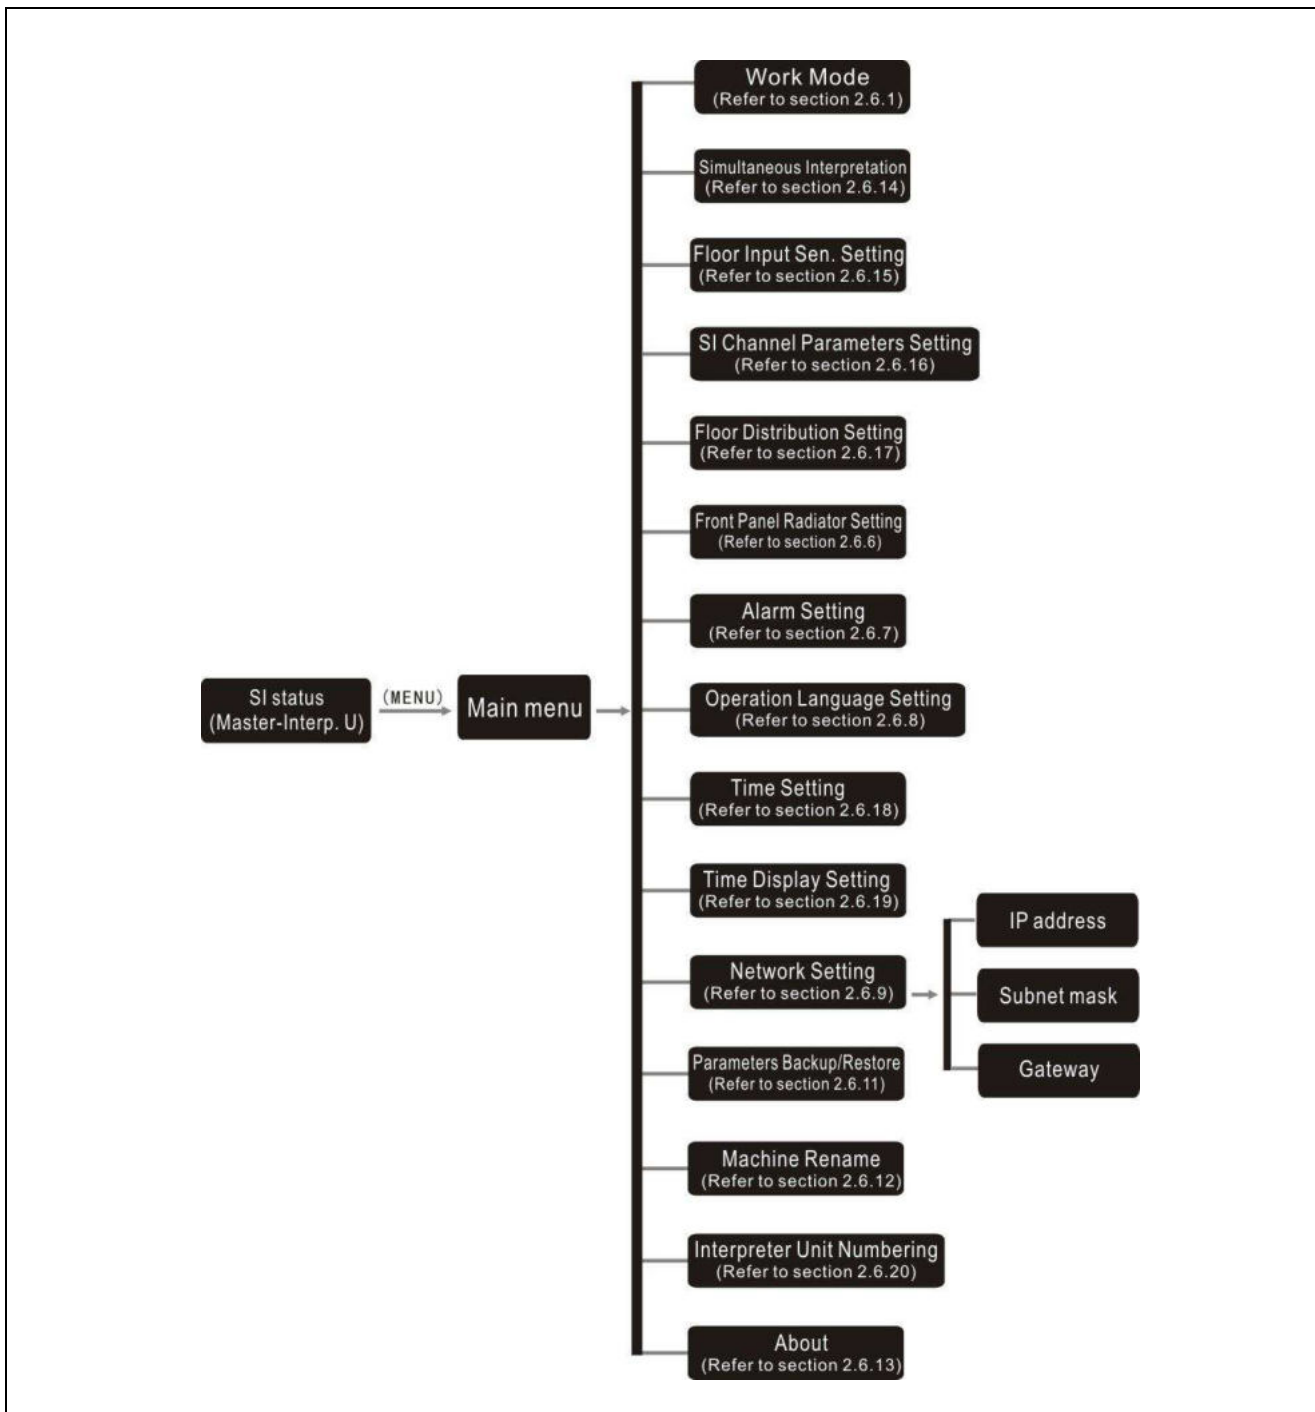 Work Mode
(Refer to section 2.6.1)
Simultaneous Interpretation
(Refer to section 2.6.14)
Floor Input Sen. Setting
(Refer to section 2.6.15)
SI Channel Parameters Setting
(Refer to section 2.6.16)
Floor Distribution Setting
(Refer to section 2.6.17)
Front Panel Radiator Setting
(Refer to section 2.6.6)
Alarm Setting
(Refer to section 2.6.7)
SI status
(Master-Interp. U)
(MENU)
Main menu
Operation Language Setting
(Refer to section 2.6.8)
Time Setting
(Refer to section 2.6.18)
Time Display Setting
(Refer to section 2.6.19)
Network Setting
(Refer to section 2.6.9)
IP address
Subnet mask
Gateway
Parameters Backup/Restore
(Refer to section 2.6.11)
Machine Rename
(Refer to section 2.6.12)
Interpreter Unit Numbering
(Refer to section 2.6.20)
About
(Refer to section 2.6.13)